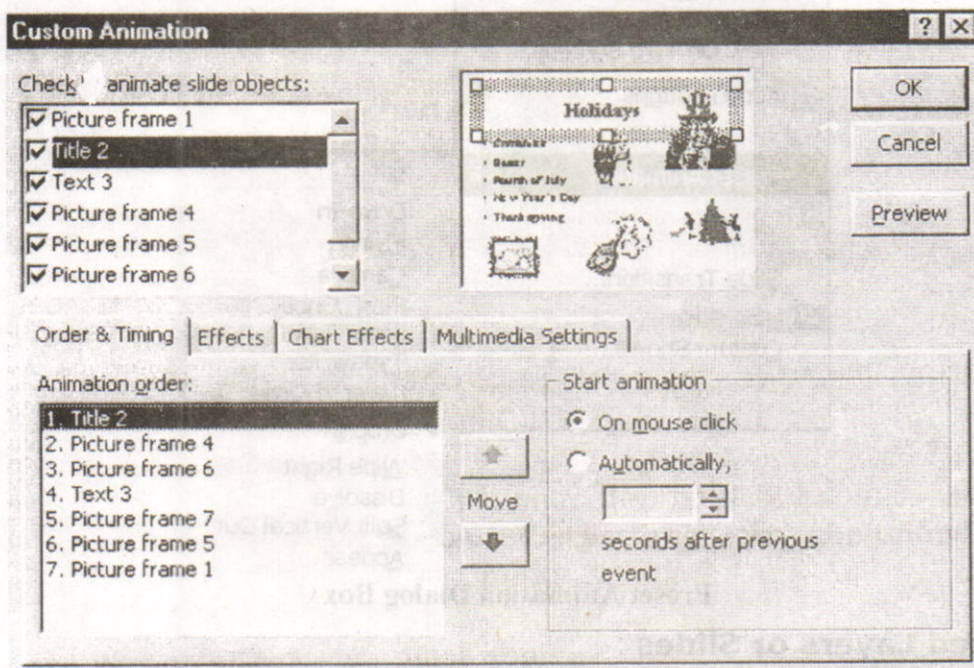 Custom Animation
? ×
Check animate slide objects:
Picture frame 1
Title 2
Text 3
Picture frame 4
Picture frame 5
Picture frame 6
Holidays
Easter
Fourth of July
New Year's Day
Thanksgiving
OK
Cancel
Preview
Order & Timing Effects Chart Effects Multimedia Settings
Animation order:
1. Title 2
2. Picture frame 4
3. Picture frame 6
4. Text 3
5. Picture frame 7
6. Picture frame 5
7. Picture frame 1
Move
Start animation
On mouse click
Automatically,
seconds after previous
event